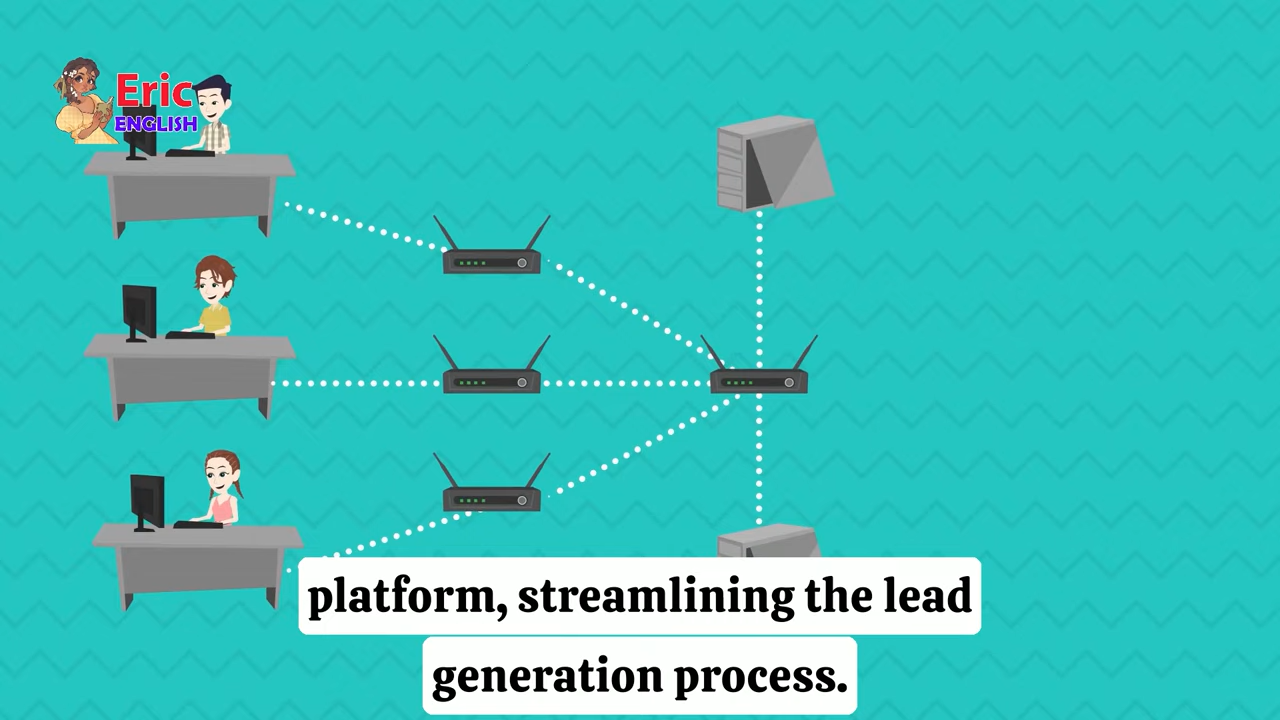 Eric
ENGLISH
platform, streamlining the lead
generation process.